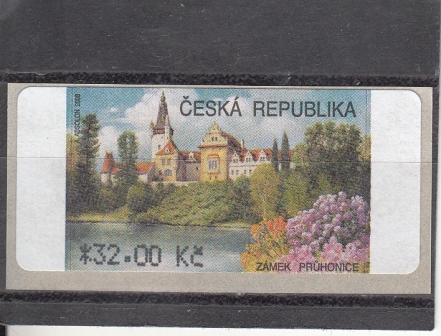 ČESKÁ REPUBLIKA
*32.00 Kč
ZÁMEK PRŮHONICE